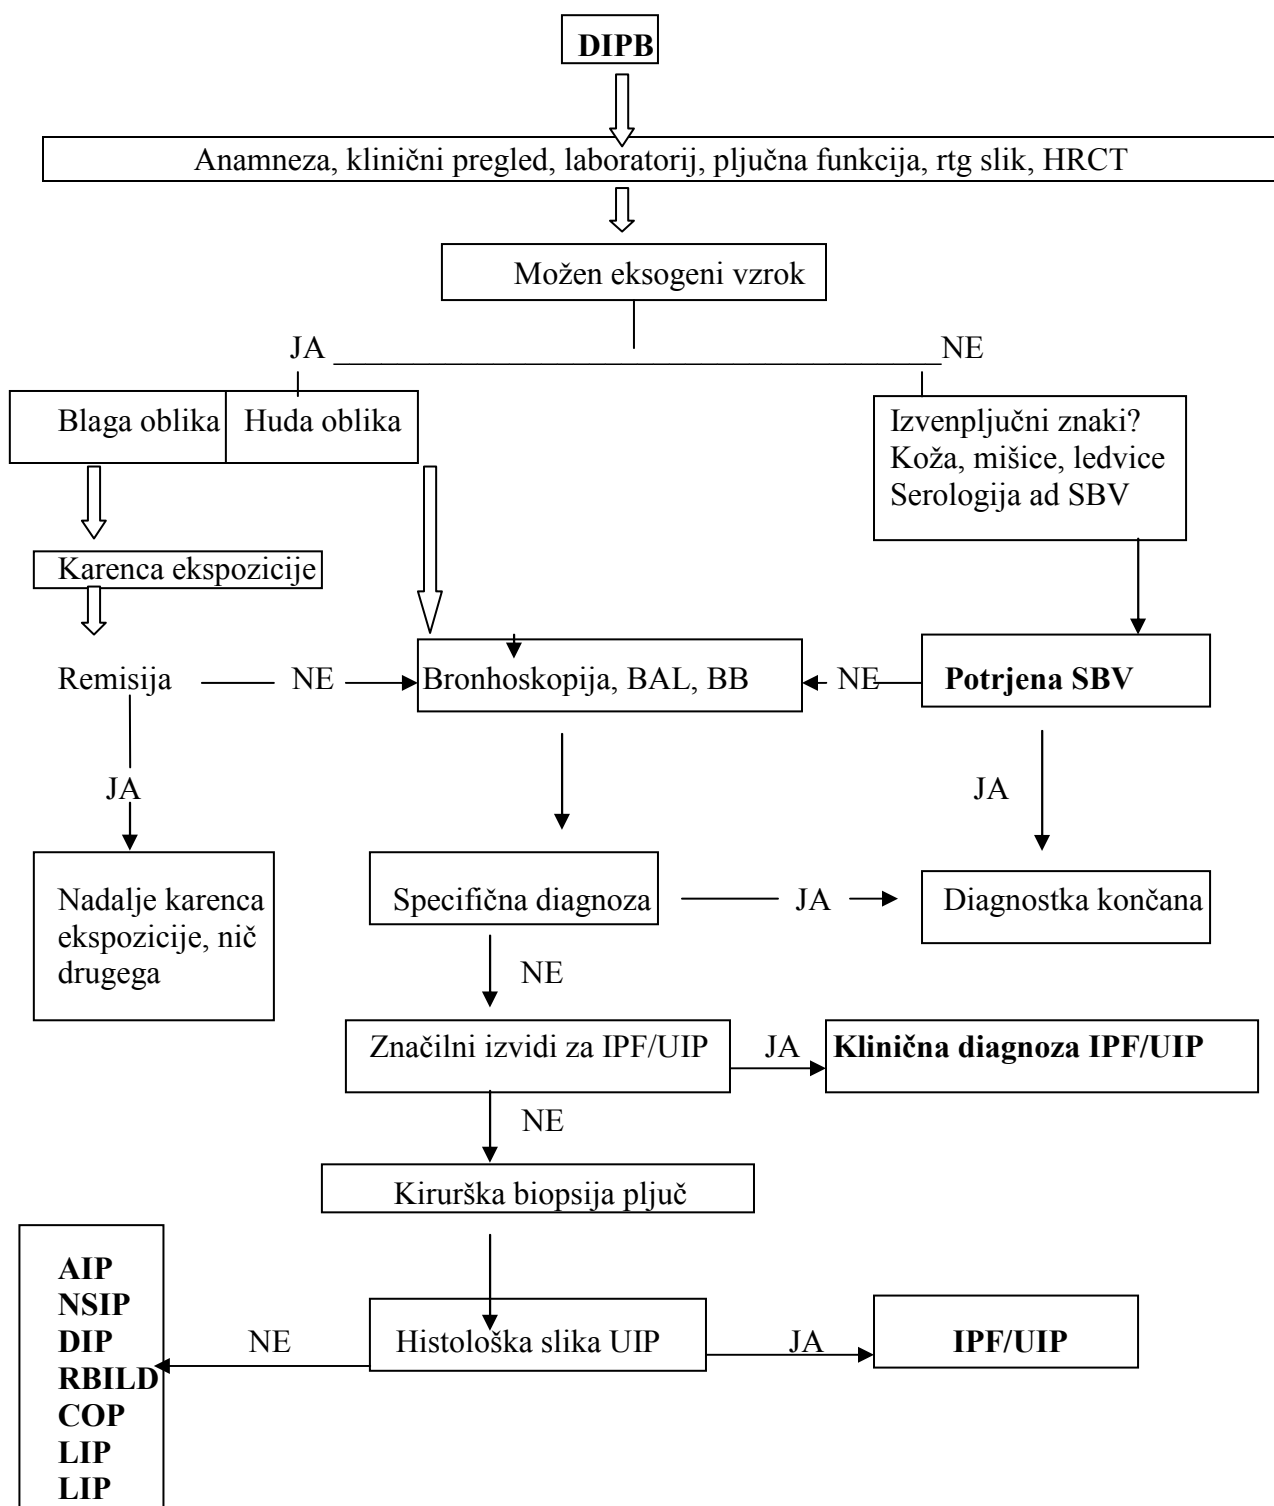 DIPB
Anamneza, klinični pregled, laboratorij, pljučna funkcija, rtg slik, HRCT
Možen eksogeni vzrok
JA
NE
Blaga oblika
Huda oblika
Izvenpljučni znaki?
Koža, mišice, ledvice
Serologija ad SBV
Karenca ekspozicije
Remisija
NE
Bronhoskopija, BAL, BB
NE
Potrjena SBV
JA
JA
Nadalje karenca
ekspozicije, nič
drugega
Specifična diagnoza
JA
Diagnostka končana
NE
Značilni izvidi za IPF/UIP
JA
Klinična diagnoza IPF/UIP
NE
Kirurška biopsija pljuč
AIP
NSIP
DIP
RBILD
COP
LIP
LIP
NE
Histološka slika UIP
JA
IPF/UIP